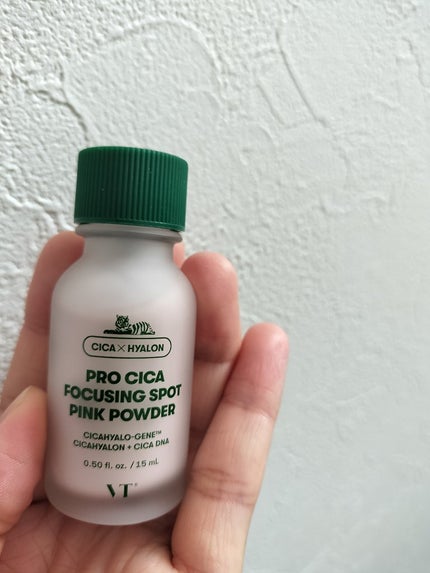 CICA × HYALON
PRO CICA
FOCUSING SPOT
PINK POWDER
CICAHYALO-GENE™
CICAHYALON + CICA DNA
0.50 fl. oz. / 15 mL
VT